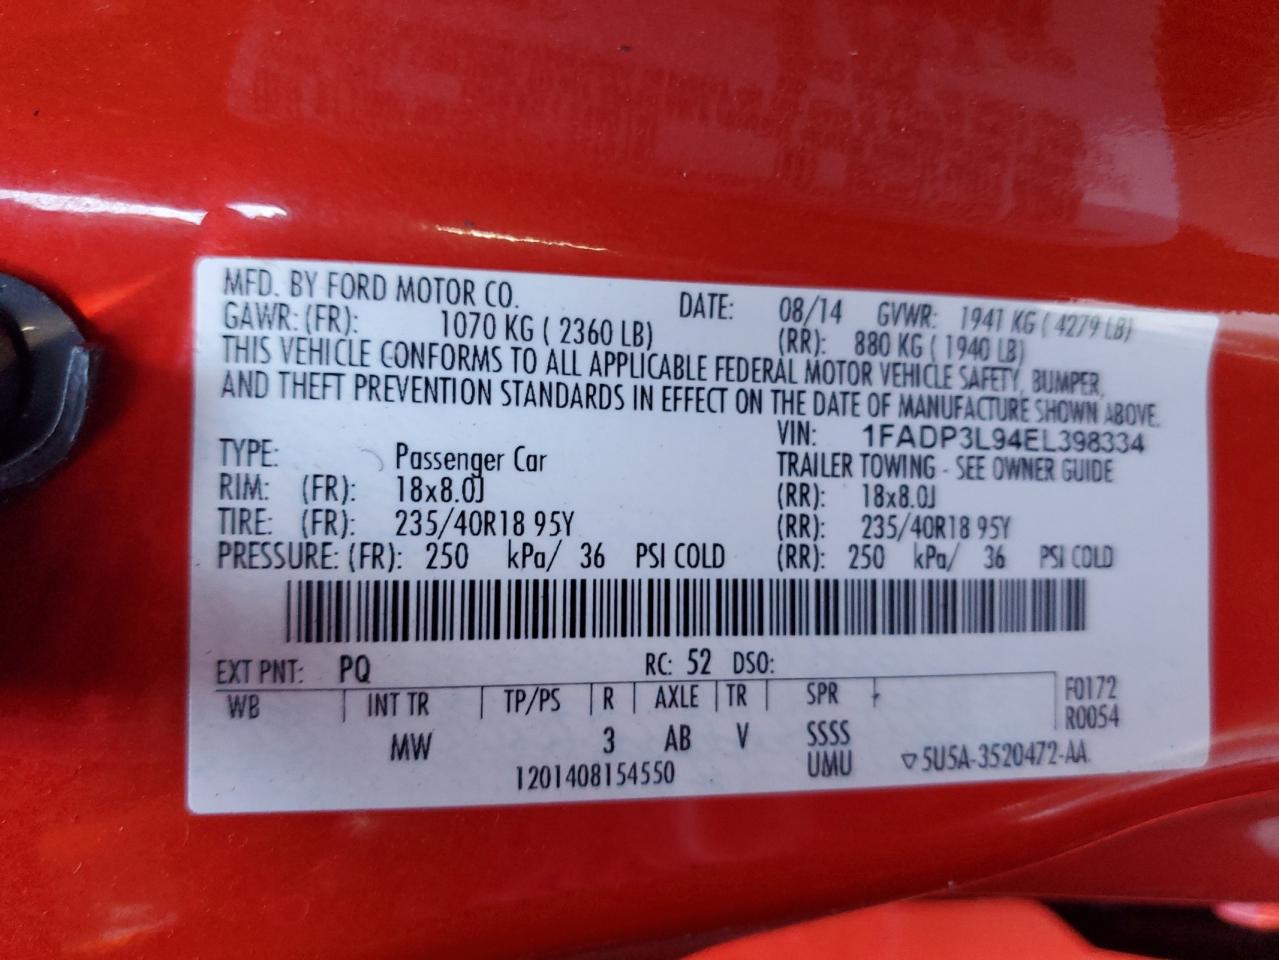 MFD. BY FORD MOTOR CO. DATE: 08/14 GVWR: 1941 KG ( 4279 LB)
GAWR: (FR): 1070 KG ( 2360 LB) (RR): 880 KG ( 1940 LB)
THIS VEHICLE CONFORMS TO ALL APPLICABLE FEDERAL MOTOR VEHICLE SAFETY, BUMPER,
AND THEFT PREVENTION STANDARDS IN EFFECT ON THE DATE OF MANUFACTURE SHOWN ABOVE.
VIN: 1FADP3L94EL398334
TYPE: Passenger Car TRAILER TOWING - SEE OWNER GUIDE
RIM: (FR): 18x8.0J (RR): 18x8.0J
TIRE: (FR): 235/40R18 95Y (RR): 235/40R18 95Y
PRESSURE: (FR): 250 kPa/ 36 PSI COLD (RR): 250 kPa/ 36 PSI COLD
EXT PNT: PQ RC: 52 DSO:
WB INT TR TP/PS R AXLE TR SPR F0172
R0054
MW 3 AB V SSSS
1201408154550 UMU ▽5U5A-3520472-AA